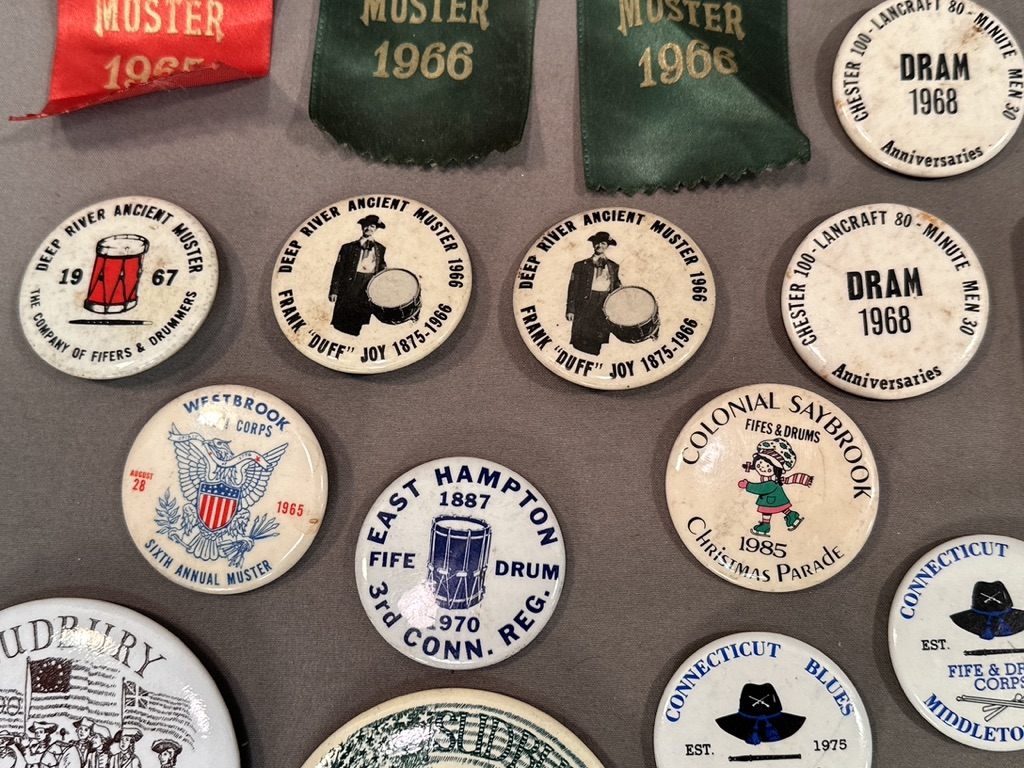 MUSTER
MUSTER
1966
MUSTER
1966
CHESTER 100-LANCRAFT 80-MINUTE MEN 30
DRAM
1968
Anniversaries
DEEP RIVER ANCIENT MUSTER
19 67
THE COMPANY OF FIFERS & DRUMMERS
DEEP RIVER ANCIENT MUSTER 1966
FRANK "DUFF" JOY 1875-1966
DEEP RIVER ANCIENT MUSTER 1966
FRANK "DUFF" JOY 1875-1966
CHESTER 100-LANCRAFT 80-MINUTE MEN 30
DRAM
1968
Anniversaries
WESTBROOK
CORPS
AUGUST
28
1965
SIXTH ANNUAL MUSTER
EAST HAMPTON
1887
FIFE DRUM
1970
3rd CONN. REG.
COLONIAL SAYBROOK
FIFES & DRUMS
1985
Christmas Parade
CONNECTICUT
EST.
FIFE &
CONNECTICUT BLUES
EST. 1975